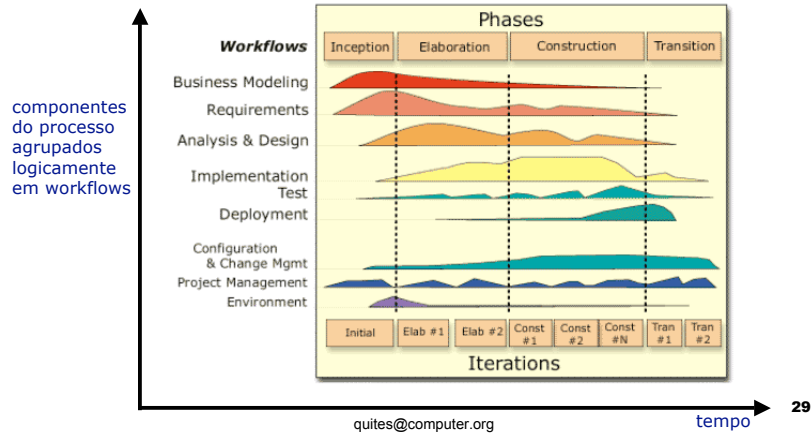 Phases
Workflows
Inception
Elaboration
Construction
Transition
Business Modeling
Requirements
Analysis & Design
Implementation
Test
Deployment
Configuration
& Change Mgmt
Project Management
Environment
componentes
do processo
agrupados
logicamente
em workflows
Initial
Elab #1
Elab #2
Const
#1
Const
#2
Const
#N
Tran
#1
Tran
#2
Iterations
quites@computer.org
tempo
29